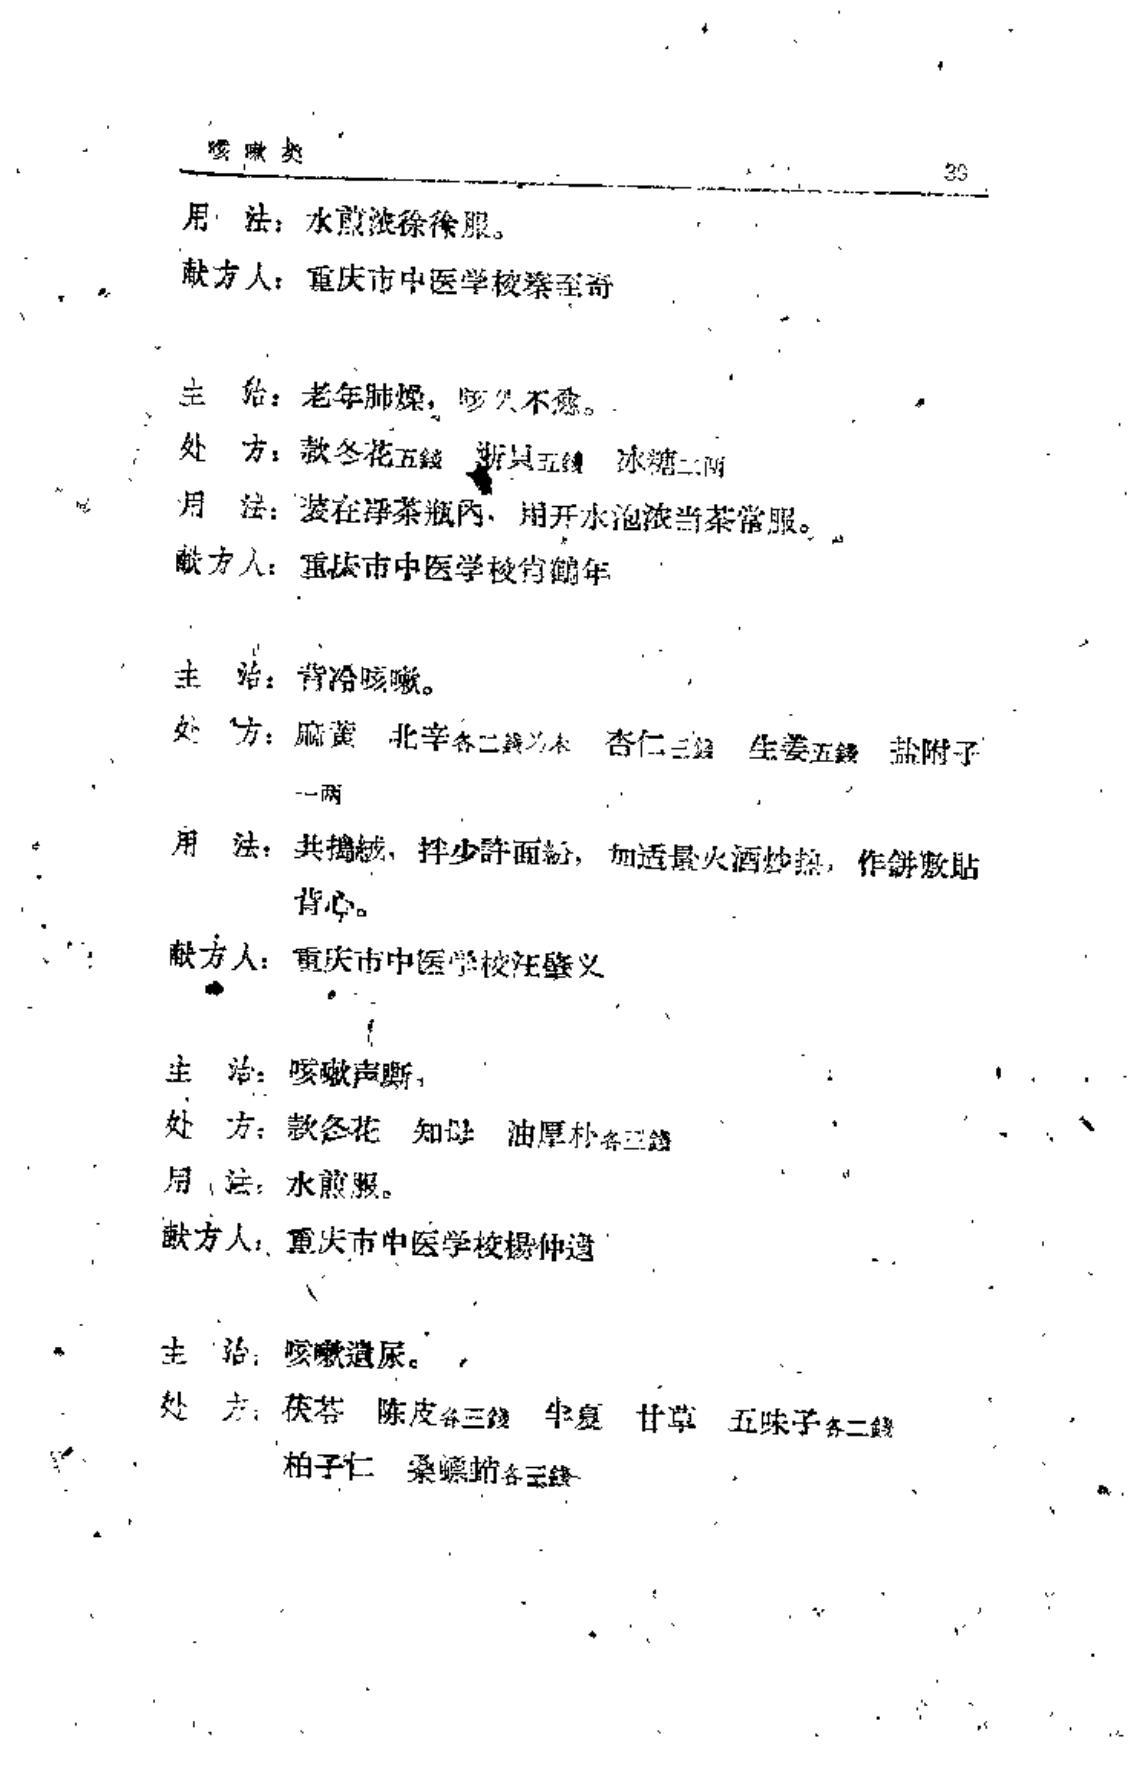 咳嗽类 39
用 法：水煎浓徐徐服。
献方人：重庆市中医学校蔡至奇
主 治：老年肺燥，咳久不愈。
处 方：款冬花五錢 浙貝五錢 冰糖二两
用 法：装在净茶瓶內，用开水泡浓当茶常服。
献方人：重庆市中医学校肖鶴年
主 治：背冷咳嗽。
处 方：麻黄 北辛各二錢为末 杏仁三錢 生姜五錢 盐附子
一两
用 法：共搗絨，拌少許面粉，加适量火酒炒热，作餅敷貼
背心。
献方人：重庆市中医学校汪璧义
主 治：咳嗽声嘶，
处 方：款冬花 知母 油厚朴各三錢
用 法：水煎服。
献方人：重庆市中医学校楊仲遺
主 治：咳嗽遺尿。
处 方：茯苓 陈皮各三錢 半夏 甘草 五味子各二錢
柏子仁 桑螵蛸各三錢